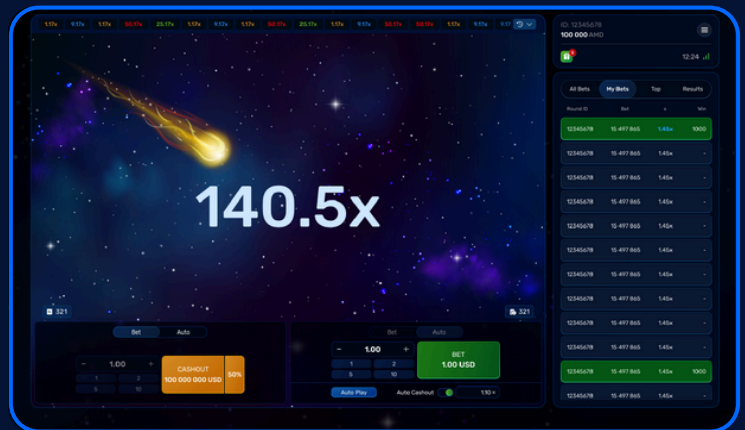 1.17x 9.17x 1.17x 50.17x 25.17x 1.17x 9.17x 1.17x 9.17x 50.17x 25.17x 1.17x 9.17x 50.17x 50.17x 1.17x 9.17x 1.17x 9.17
140.5x
321
321
Bet Auto
- 1.00 +
1 2
5 10
CASHOUT
100 000 000 USD
50%
Bet Auto
- 1.00 +
1 2
5 10
BET
1.00 USD
Auto Play Auto Cashout 1.10 x
ID: 12345678
100 000 AMD
12:24
All Bets My Bets Top Results
Round ID Bet x Win
12345678 15 497 865 1.45x 1000
12345678 15 497 865 1.45x -
12345678 15 497 865 1.45x -
12345678 15 497 865 1.45x -
12345678 15 497 865 1.45x -
12345678 15 497 865 1.45x -
12345678 15 497 865 1.45x -
12345678 15 497 865 1.45x -
12345678 15 497 865 1.45x -
12345678 15 497 865 1.45x -
12345678 15 497 865 1.45x 1000
12345678 15 497 865 1.45x -